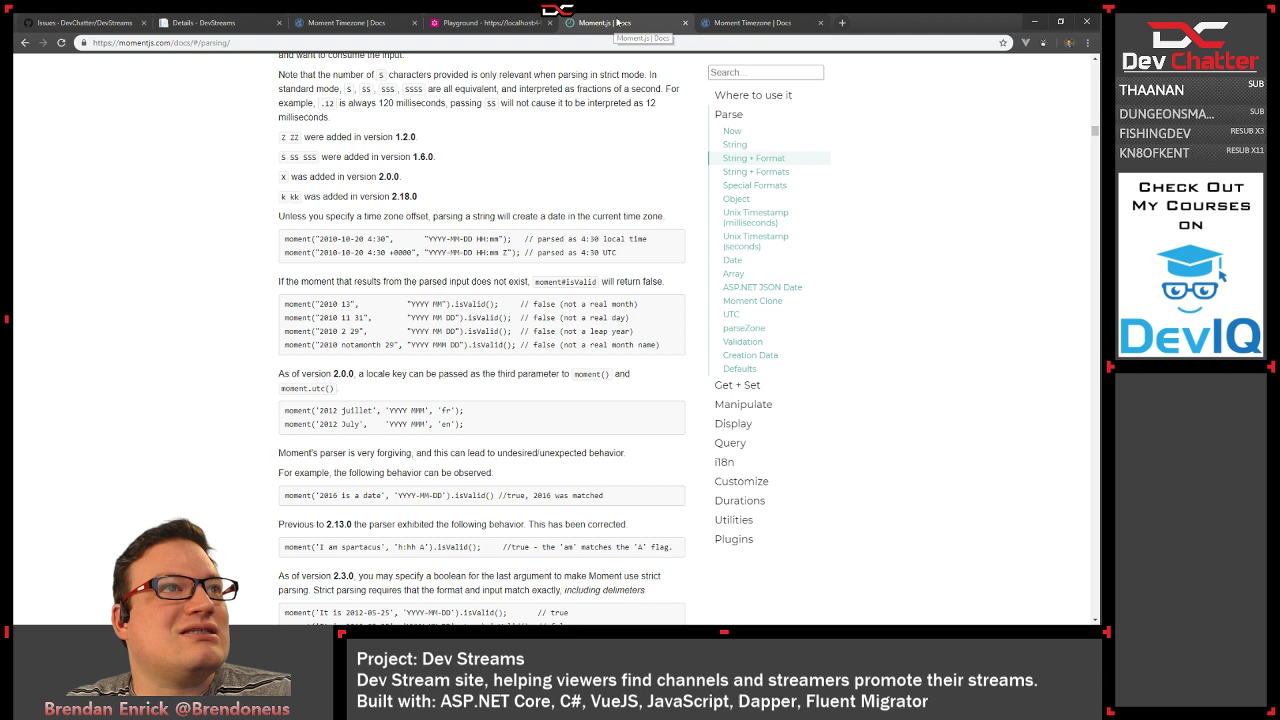 Issues - DevChatter/DevStreams
Details - DevStreams
Moment Timezone | Docs
Playground - https://localhost:44
Moment.js | Docs
Moment Timezone | Docs
https://momentjs.com/docs/#/parsing/
Moment.js | Docs
and want to consume the input.
Note that the number of S characters provided is only relevant when parsing in strict mode. In
standard mode, S, SS, SSS, SSSS are all equivalent, and interpreted as fractions of a second. For
example, .12 is always 120 milliseconds, passing SS will not cause it to be interpreted as 12
milliseconds.
Z ZZ were added in version 1.2.0.
S SS SSS were added in version 1.6.0.
X was added in version 2.0.0.
k kk was added in version 2.18.0
Unless you specify a time zone offset, parsing a string will create a date in the current time zone.
moment("2010-10-20 4:30", "YYYY-MM-DD HH:mm"); // parsed as 4:30 local time
moment("2010-10-20 4:30 +0000", "YYYY-MM-DD HH:mm Z"); // parsed as 4:30 UTC
If the moment that results from the parsed input does not exist, moment#isValid will return false.
moment("2010 13", "YYYY MM").isValid(); // false (not a real month)
moment("2010 11 31", "YYYY MM DD").isValid(); // false (not a real day)
moment("2010 2 29", "YYYY MM DD").isValid(); // false (not a leap year)
moment("2010 notamonth 29", "YYYY MMM DD").isValid(); // false (not a real month name)
As of version 2.0.0, a locale key can be passed as the third parameter to moment() and
moment.utc().
moment('2012 juillet', 'YYYY MMM', 'fr');
moment('2012 July', 'YYYY MMM', 'en');
Moment's parser is very forgiving, and this can lead to undesired/unexpected behavior.
For example, the following behavior can be observed:
moment('2016 is a date', 'YYYY-MM-DD').isValid() //true, 2016 was matched
Previous to 2.13.0 the parser exhibited the following behavior. This has been corrected.
moment('I am spartacus', 'h:hh A').isValid(); //true - the 'am' matches the 'A' flag.
As of version 2.3.0, you may specify a boolean for the last argument to make Moment use strict
parsing. Strict parsing requires that the format and input match exactly, including delimeters.
moment('It is 2012-05-25', 'YYYY-MM-DD').isValid(); // true
Search...
Where to use it
Parse
Now
String
String + Format
String + Formats
Special Formats
Object
Unix Timestamp
(milliseconds)
Unix Timestamp
(seconds)
Date
Array
ASP.NET JSON Date
Moment Clone
UTC
parseZone
Validation
Creation Data
Defaults
Get + Set
Manipulate
Display
Query
i18n
Customize
Durations
Utilities
Plugins
Dev Chatter
THAANAN SUB
DUNGEONSMA... SUB
FISHINGDEV RESUB X3
KN8OFKENT RESUB X11
CHECK OUT
MY COURSES
ON
DevIQ
Brendan Enrick @Brendoneus
Project: Dev Streams
Dev Stream site, helping viewers find channels and streamers promote their streams.
Built with: ASP.NET Core, C#, VueJS, JavaScript, Dapper, Fluent Migrator